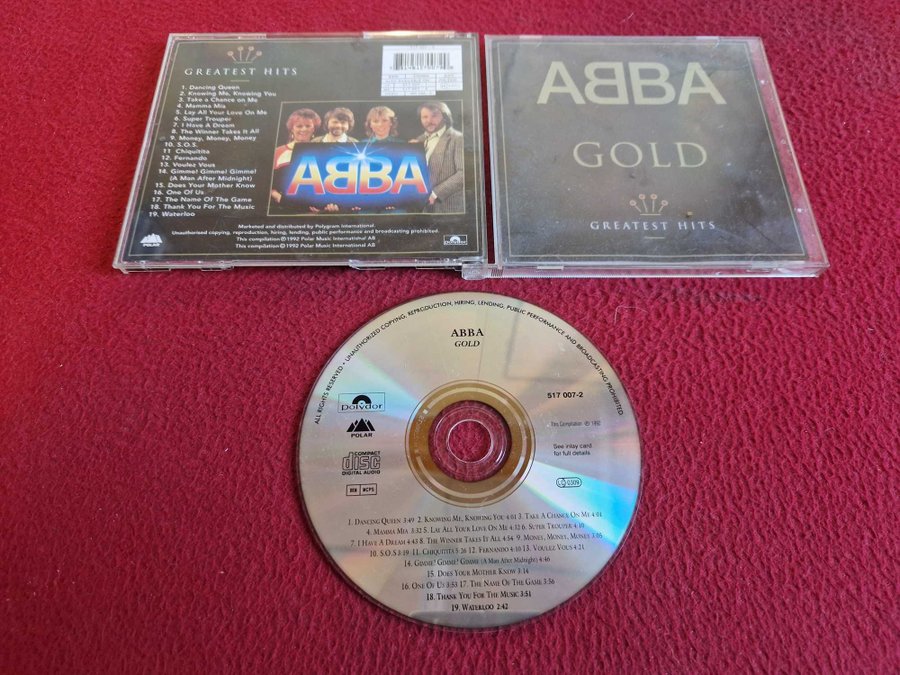 GREATEST HITS
1. Dancing Queen
2. Knowing Me, Knowing You
3. Take a Chance on Me
4. Mamma Mia
5. Lay All Your Love On Me
6. Super Trouper
7. I Have A Dream
8. The Winner Takes It All
9. Money, Money, Money
10. S.O.S.
11 Chiquitita
12. Fernando
13. Voulez Vous
14. Gimme! Gimme! Gimme!
(A Man After Midnight)
15. Does Your Mother Know
16. One Of Us
17. The Name Of The Game
18. Thank You For The Music
19. Waterloo
ABBA
Marketed and distributed by Polygram International.
Unauthorised copying, reproduction, hiring, lending, public performance and broadcasting prohibited.
This compilation ℗ 1992 Polar Music International AB
This compilation © 1992 Polar Music International AB
POLAR
Polydor
ABBA
GOLD
GREATEST HITS
ALL RIGHTS RESERVED • UNAUTHORIZED COPYING, REPRODUCTION, HIRING, LENDING, PUBLIC PERFORMANCE AND BROADCASTING PROHIBITED.
ABBA
GOLD
Polydor
POLAR
COMPACT
disc
DIGITAL AUDIO
BIEM MCPS
517 007-2
This Compilation ℗ 1992
See inlay card
for full details
LC 0309
1. Dancing Queen 3:49 2. Knowing Me, Knowing You 4:01 3. Take A Chance On Me 4:01
4. Mamma Mia 3:32 5. Lay All Your Love On Me 4:32 6. Super Trouper 4:10
7. I Have A Dream 4:43 8. The Winner Takes It All 4:54 9. Money, Money, Money 3:05
10. S.O.S 3:19 11. Chiquitita 5:26 12. Fernando 4:10 13. Voulez Vous 4:21
14. Gimme! Gimme! Gimme! (A Man After Midnight) 4:46
15. Does Your Mother Know 3:14
16. One Of Us 3:53 17. The Name Of The Game 3:56
18. Thank You For The Music 3:51
19. Waterloo 2:42